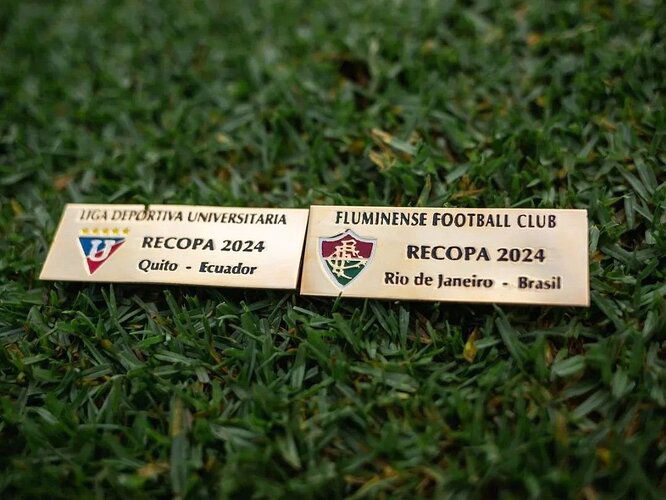 LIGA DEPORTIVA UNIVERSITARIA
U
RECOPA 2024
Quito - Ecuador
FLUMINENSE FOOTBALL CLUB
RECOPA 2024
Rio de Janeiro - Brasil